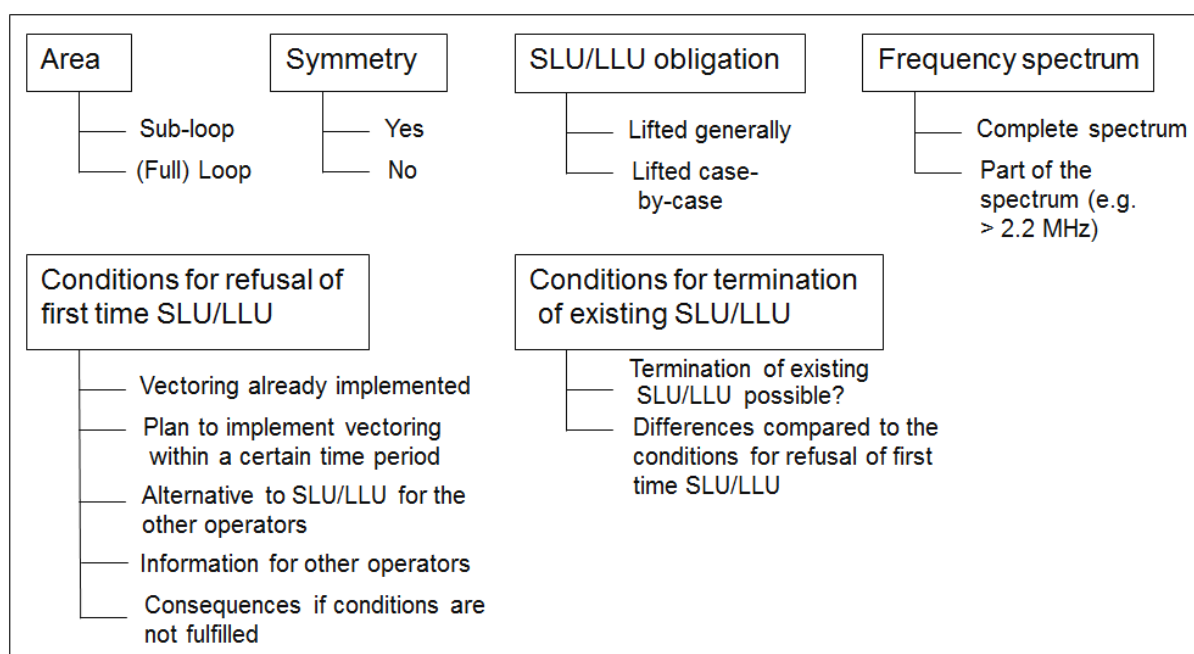 Area
Sub-loop
(Full) Loop
Symmetry
Yes
No
SLU/LLU obligation
Lifted generally
Lifted case-
by-case
Frequency spectrum
Complete spectrum
Part of the
spectrum (e.g.
> 2.2 MHz)
Conditions for refusal of
first time SLU/LLU
Vectoring already implemented
Plan to implement vectoring
within a certain time period
Alternative to SLU/LLU for the
other operators
Information for other operators
Consequences if conditions are
not fulfilled
Conditions for termination
of existing SLU/LLU
Termination of existing
SLU/LLU possible?
Differences compared to the
conditions for refusal of first
time SLU/LLU